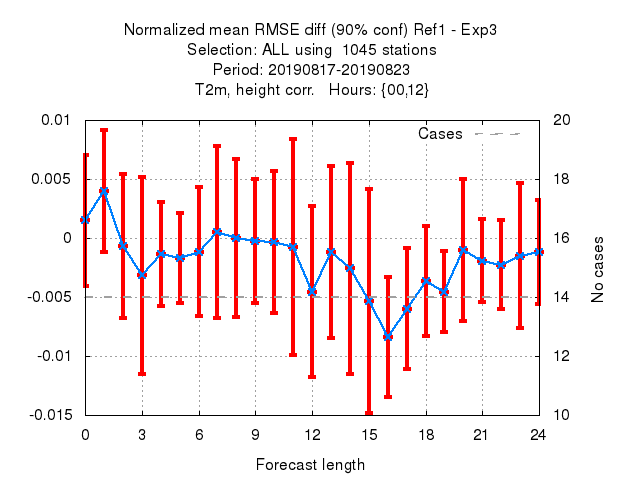 Normalized mean RMSE diff (90% conf) Ref1 - Exp3
Selection: ALL using  1045 stations
Period: 20190817-20190823
T2m, height corr.   Hours: {00,12}
Cases
0.01
0.005
0
-0.005
-0.01
-0.015
20
18
16
14
12
10
No cases
0 3 6 9 12 15 18 21 24
Forecast length